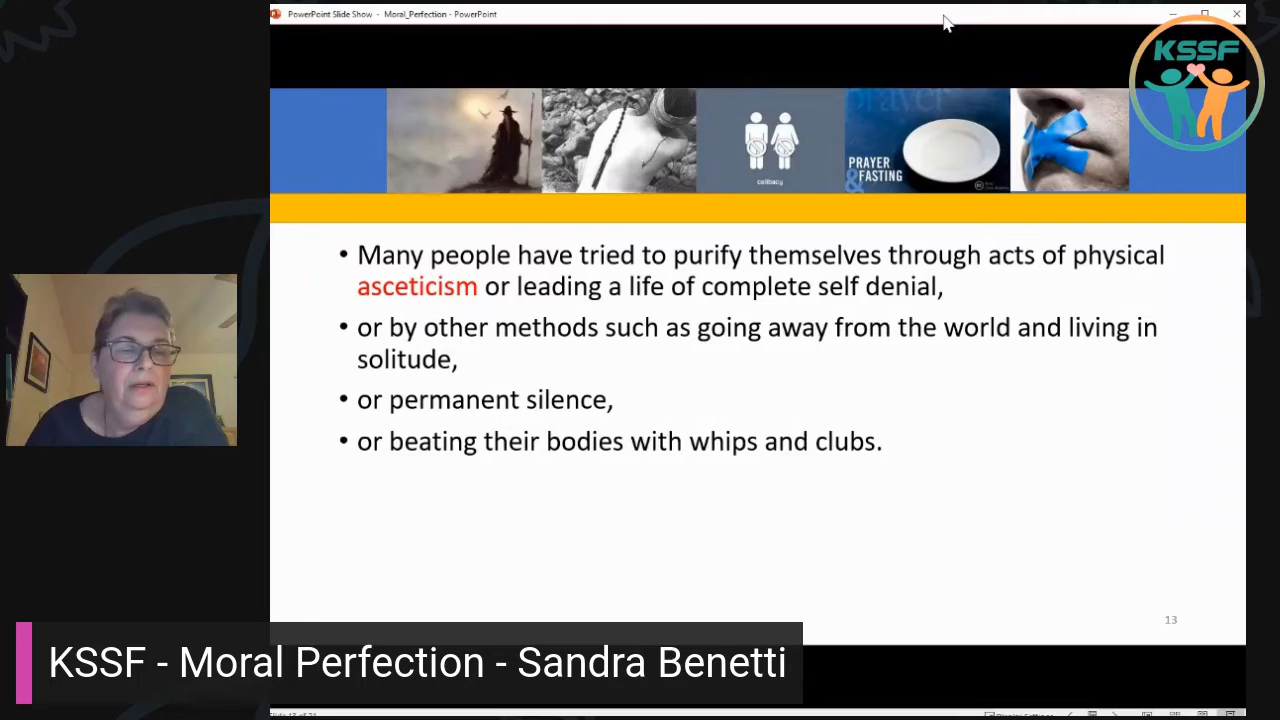 PowerPoint Slide Show - Moral_Perfection - PowerPoint
KSSF
celibacy
prayer
PRAYER
& FASTING
• Many people have tried to purify themselves through acts of physical
asceticism or leading a life of complete self denial,
• or by other methods such as going away from the world and living in
solitude,
• or permanent silence,
• or beating their bodies with whips and clubs.
13
KSSF - Moral Perfection - Sandra Benetti